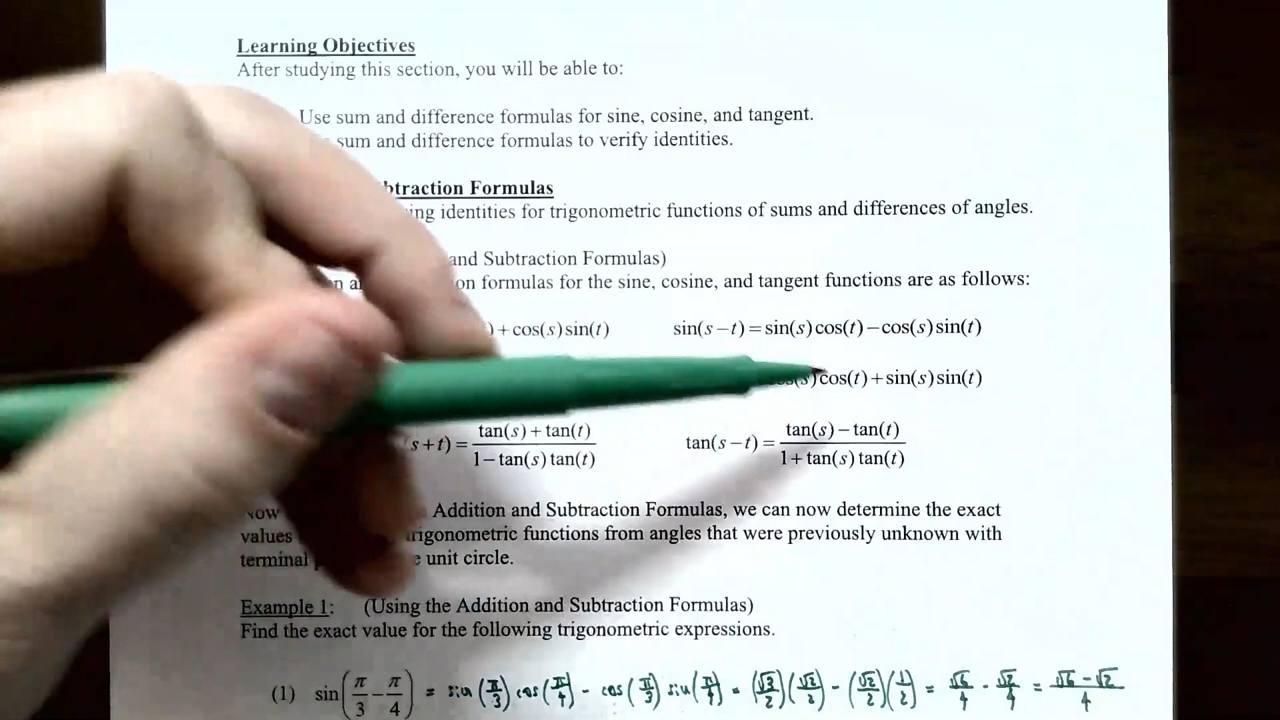 Learning Objectives
After studying this section, you will be able to:
Use sum and difference formulas for sine, cosine, and tangent.
sum and difference formulas to verify identities.
btraction Formulas
ing identities for trigonometric functions of sums and differences of angles.
and Subtraction Formulas)
on formulas for the sine, cosine, and tangent functions are as follows:
)+cos(s)sin(t) sin(s−t)=sin(s)cos(t)−cos(s)sin(t)
cos(t)+sin(s)sin(t)
(s+t) = tan(s)+tan(t) / 1−tan(s)tan(t) tan(s−t) = tan(s)−tan(t) / 1+tan(s)tan(t)
Addition and Subtraction Formulas, we can now determine the exact
values rigonometric functions from angles that were previously unknown with
terminal unit circle.
Example 1: (Using the Addition and Subtraction Formulas)
Find the exact value for the following trigonometric expressions.
(1) sin(π/3 − π/4) = sin(π/3) cos(π/4) − cos(π/3) sin(π/4) = (√3/2)(√2/2) − (√2/2)(1/2) = √6/4 − √2/4 = √6−√2/4